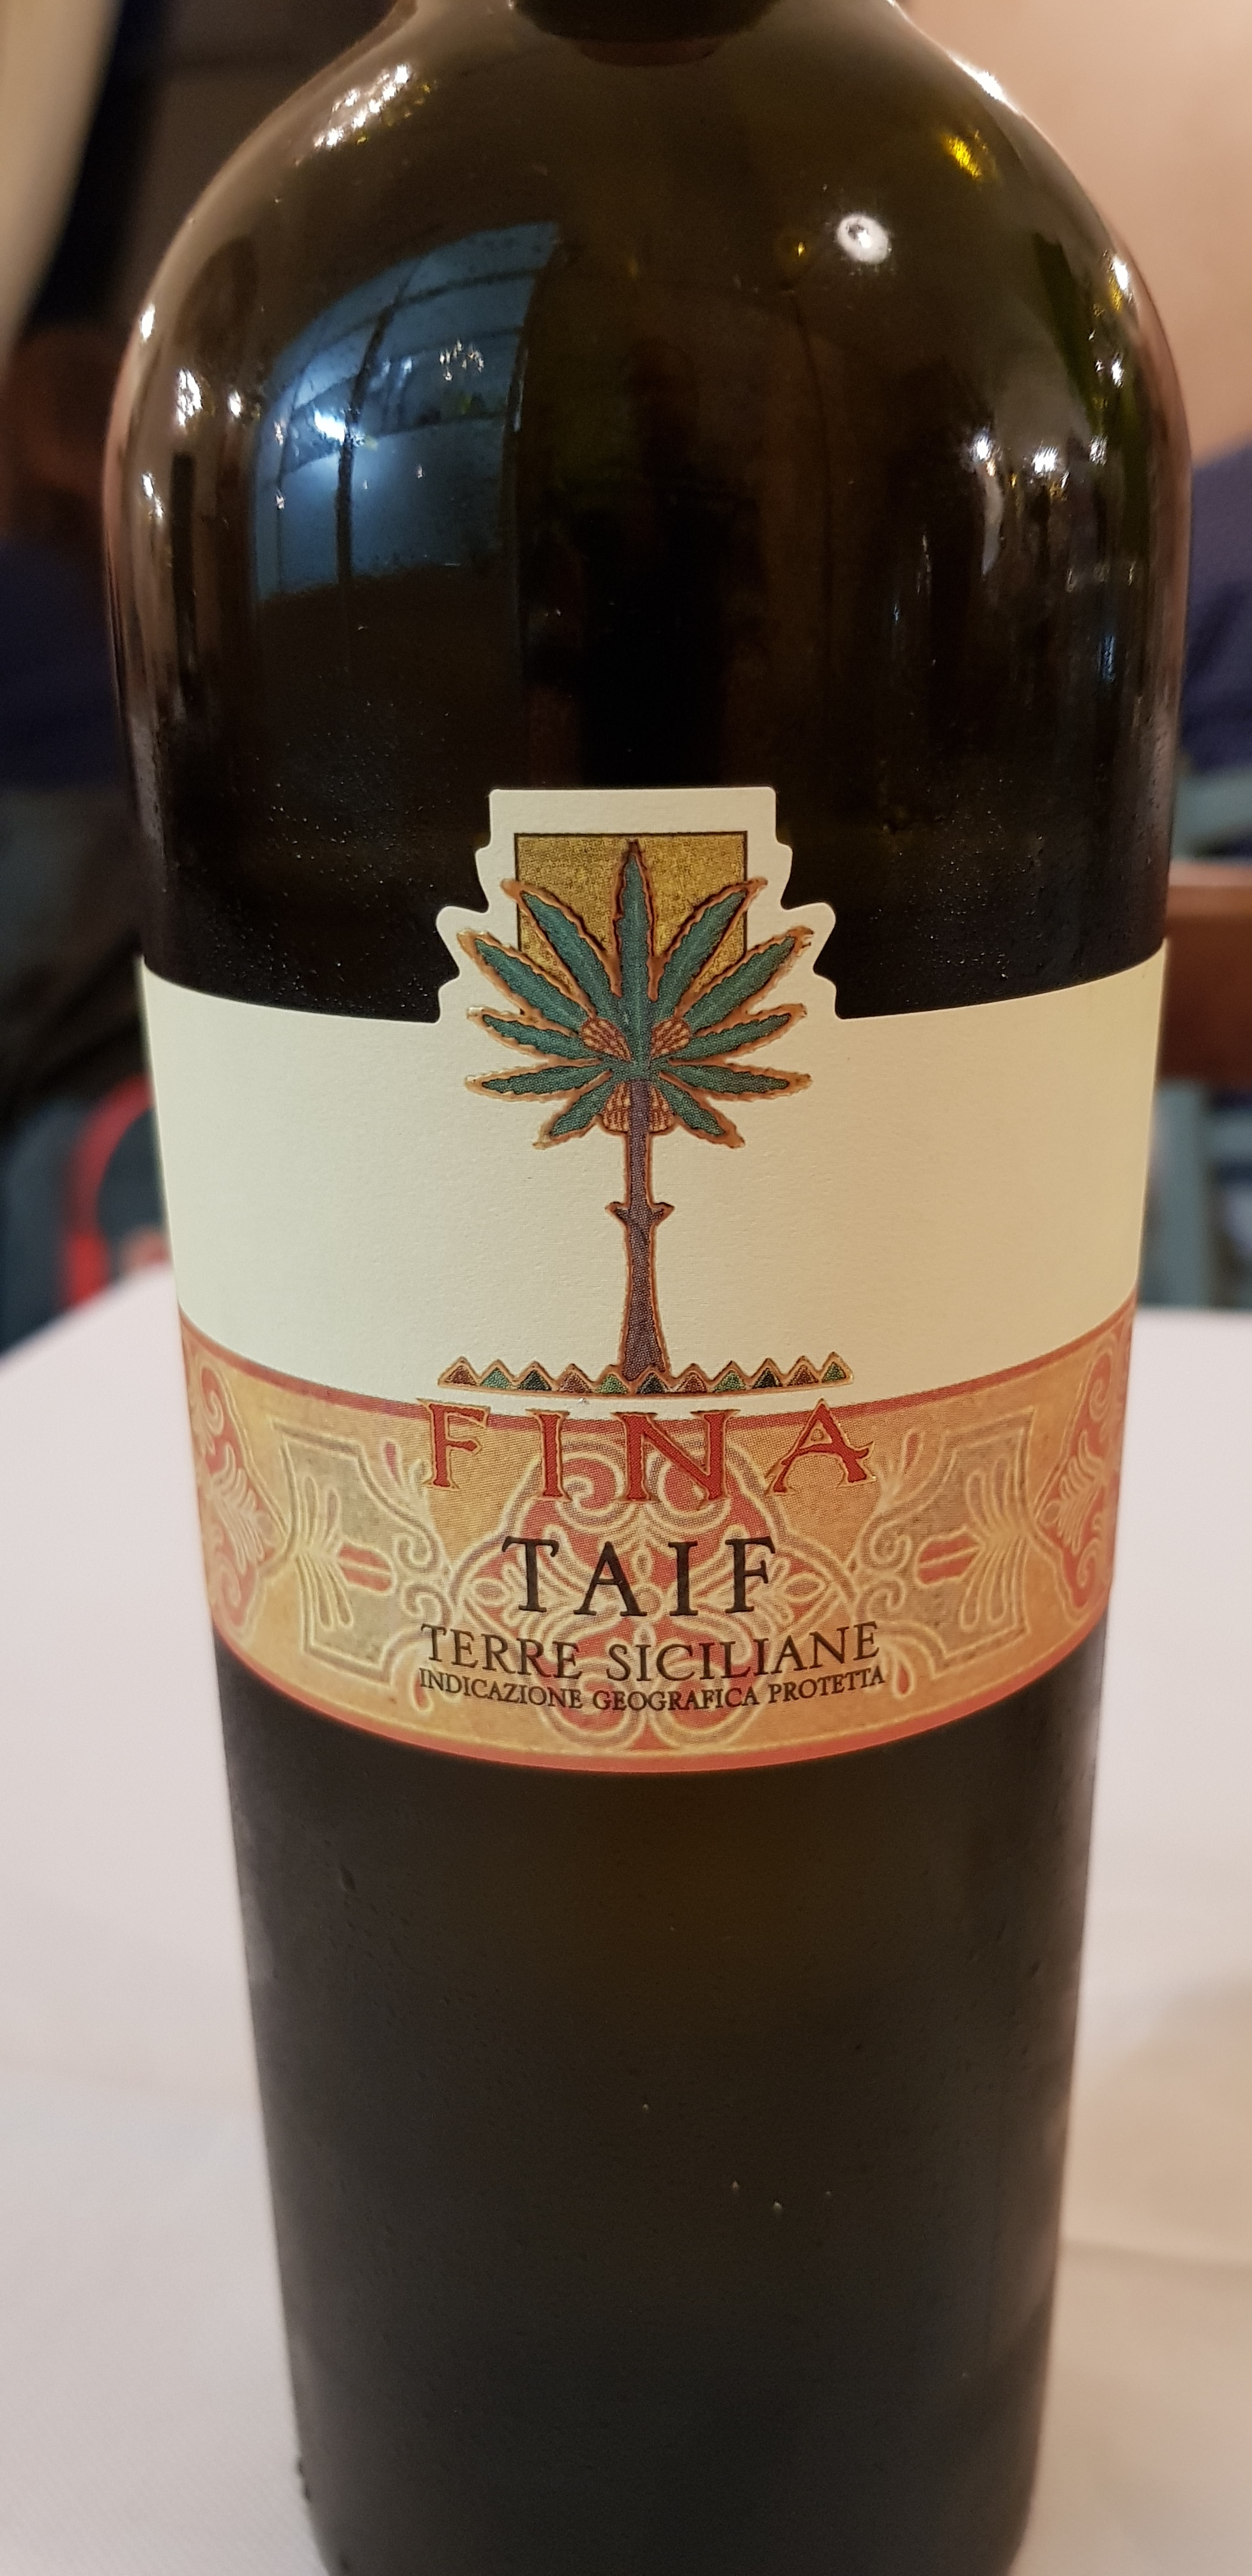 FINA
TAIF
TERRE SICILIANE
INDICAZIONE GEOGRAFICA PROTETTA